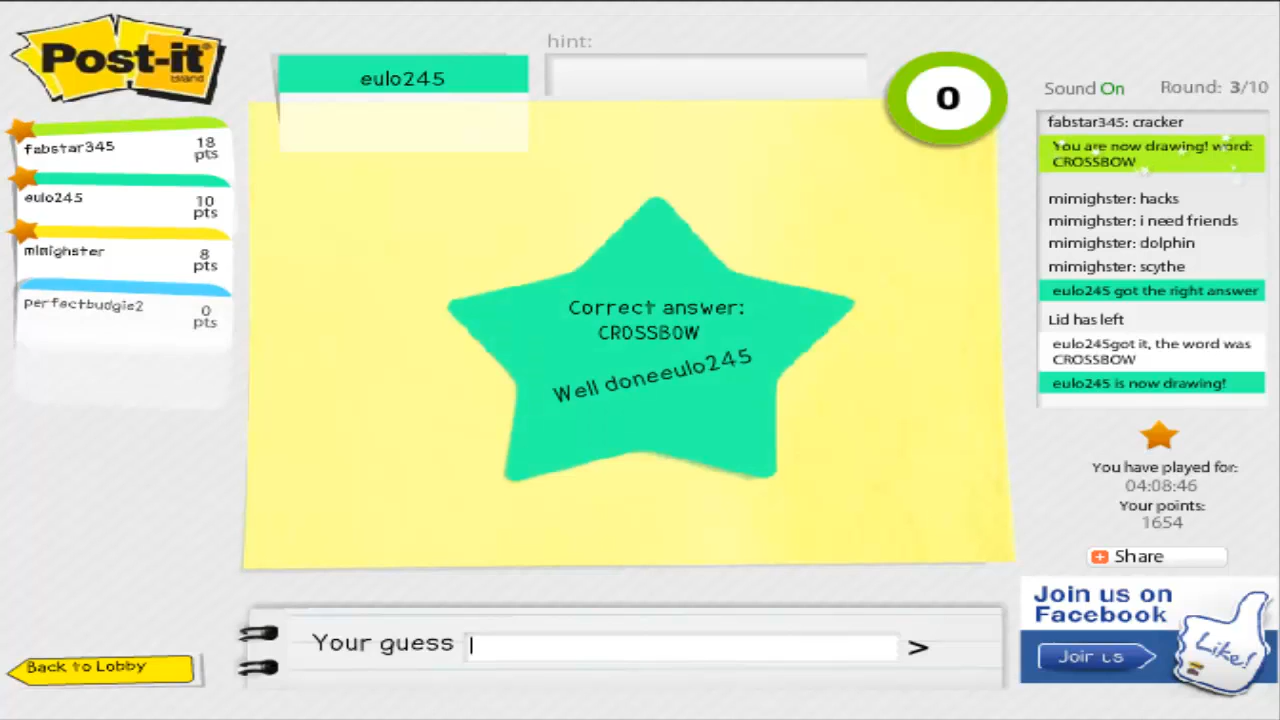 Post-it®
Island
eulo245
hint:
0
Sound On
Round: 3/10
fabstar345
18
pts
eulo245
10
pts
mimighster
8
pts
perfectbudgie2
0
pts
Correct answer:
CROSSBOW
Well doneeulo245
fabstar345: cracker
You are now drawing! word:
CROSSBOW
mimighster: hacks
mimighster: i need friends
mimighster: dolphin
mimighster: scythe
eulo245 got the right answer
Lid has left
eulo245got it, the word was
CROSSBOW
eulo245 is now drawing!
You have played for:
04:08:46
Your points:
1654
Share
Join us on
Facebook
Join us
Like!
Your guess
>
Back to Lobby